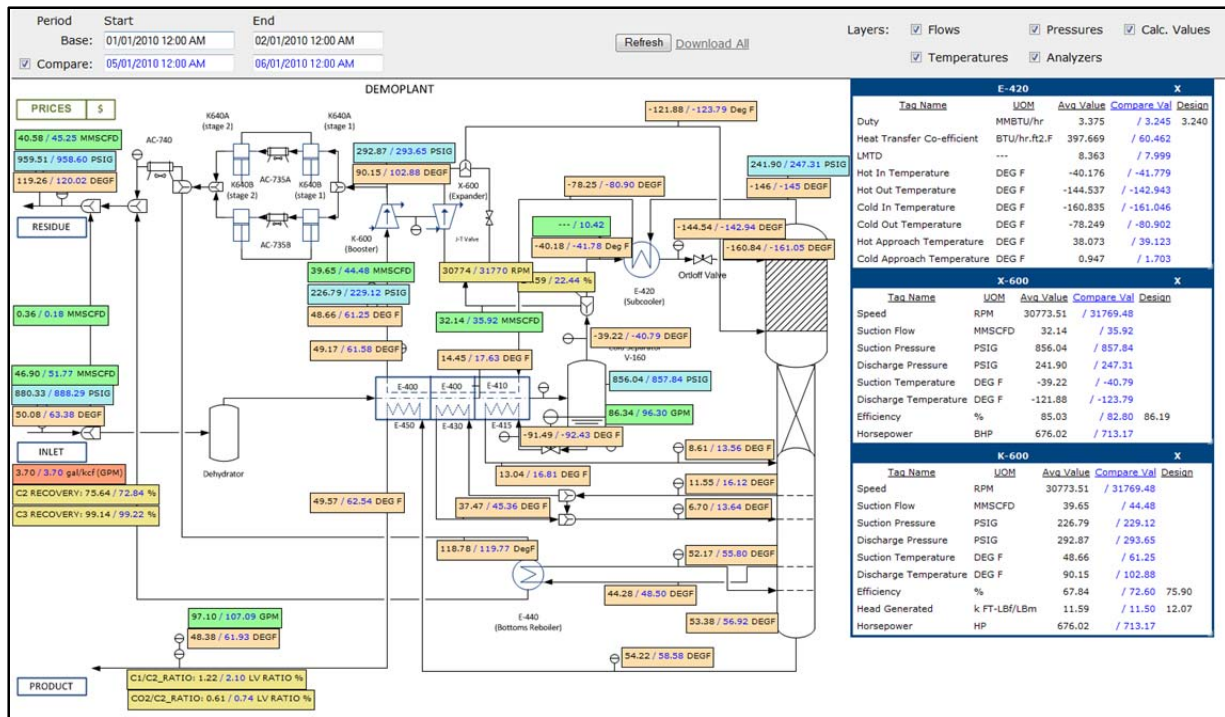 Period Start End
Base: 01/01/2010 12:00 AM 02/01/2010 12:00 AM
Compare: 05/01/2010 12:00 AM 06/01/2010 12:00 AM
Refresh Download All
Layers: Flows Pressures Calc. Values
Temperatures Analyzers
DEMOPLANT
PRICES $
40.58 / 45.25 MMSCFD
959.51 / 958.60 PSIG
119.26 / 120.02 DEGF
RESIDUE
AC-740
K640A
(stage 2)
K640A
(stage 1)
AC-735A
K640B
(stage 2)
K640B
(stage 1)
AC-735B
292.87 / 293.65 PSIG
90.15 / 102.88 DEGF
K-600
(Booster)
X-600
(Expander)
J-T Valve
-121.88 / -123.79 Deg F
-78.25 / -80.90 DEGF
--- / 10.42
-40.18 / -41.78 Deg F
E-420
(Subcooler)
-144.54 / -142.94 DEGF
Ortloff Valve
241.90 / 247.31 PSIG
-146 / -145 DEGF
-160.84 / -161.05 DEGF
39.65 / 44.48 MMSCFD
226.79 / 229.12 PSIG
48.66 / 61.25 DEG F
49.17 / 61.58 DEG F
30774 / 31770 RPM
.59 / 22.44 %
32.14 / 35.92 MMSCFD
14.45 / 17.63 DEG F
-39.22 / -40.79 DEGF
Cold Separator
V-160
856.04 / 857.84 PSIG
86.34 / 96.30 GPM
-91.49 / -92.43 DEG F
0.36 / 0.18 MMSCFD
46.90 / 51.77 MMSCFD
880.33 / 888.29 PSIG
50.08 / 63.38 DEGF
INLET
3.70 / 3.70 gal/kcf (GPM)
C2 RECOVERY: 75.64 / 72.84 %
C3 RECOVERY: 99.14 / 99.22 %
Dehydrator
E-400 E-400 E-410
E-450 E-430 E-415
13.04 / 16.81 DEG F
8.61 / 13.56 DEG F
11.55 / 16.12 DEG F
49.57 / 62.54 DEG F
37.47 / 45.36 DEG F
6.70 / 13.64 DEG F
118.78 / 119.77 DegF
52.17 / 55.80 DEGF
44.28 / 48.50 DEGF
E-440
(Bottoms Reboiler)
53.38 / 56.92 DEGF
54.22 / 58.58 DEG F
97.10 / 107.09 GPM
48.38 / 61.93 DEGF
PRODUCT
C1/C2_RATIO: 1.22 / 2.10 LV RATIO %
CO2/C2_RATIO: 0.61 / 0.74 LV RATIO %
E-420 X
Tag Name UOM Avg Value Compare Val Design
Duty MMBTU/hr 3.375 / 3.245 3.240
Heat Transfer Co-efficient BTU/hr.ft2.F 397.669 / 60.462
LMTD --- 8.363 / 7.999
Hot In Temperature DEG F -40.176 / -41.779
Hot Out Temperature DEG F -144.537 / -142.943
Cold In Temperature DEG F -160.835 / -161.046
Cold Out Temperature DEG F -78.249 / -80.902
Hot Approach Temperature DEG F 38.073 / 39.123
Cold Approach Temperature DEG F 0.947 / 1.703
X-600 X
Tag Name UOM Avg Value Compare Val Design
Speed RPM 30773.51 / 31769.48
Suction Flow MMSCFD 32.14 / 35.92
Suction Pressure PSIG 856.04 / 857.84
Discharge Pressure PSIG 241.90 / 247.31
Suction Temperature DEG F -39.22 / -40.79
Discharge Temperature DEG F -121.88 / -123.79
Efficiency % 85.03 / 82.80 86.19
Horsepower BHP 676.02 / 713.17
K-600 X
Tag Name UOM Avg Value Compare Val Design
Speed RPM 30773.51 / 31769.48
Suction Flow MMSCFD 39.65 / 44.48
Suction Pressure PSIG 226.79 / 229.12
Discharge Pressure PSIG 292.87 / 293.65
Suction Temperature DEG F 48.66 / 61.25
Discharge Temperature DEG F 90.15 / 102.88
Efficiency % 67.84 / 72.60 75.90
Head Generated k FT-LBf/LBm 11.59 / 11.50 12.07
Horsepower HP 676.02 / 713.17